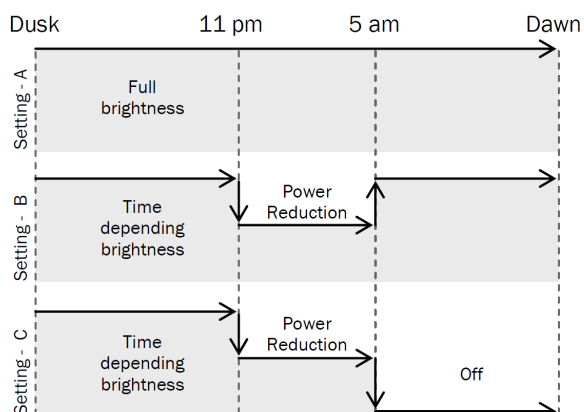 Dusk 11 pm 5 am Dawn
Setting - A
Full
brightness
Setting - B
Time
depending
brightness
Power
Reduction
Setting - C
Time
depending
brightness
Power
Reduction
Off